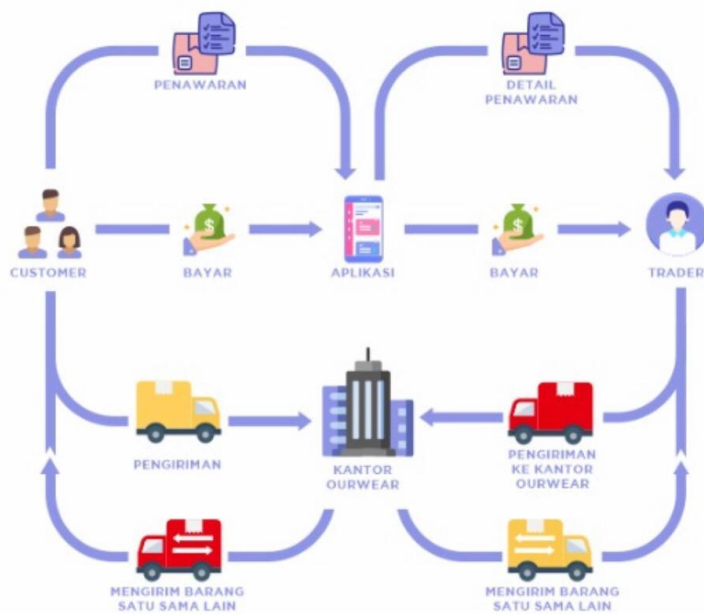 PENAWARAN
DETAIL
PENAWARAN
CUSTOMER
BAYAR
APLIKASI
BAYAR
TRADER
PENGIRIMAN
KANTOR
OURWEAR
PENGIRIMAN
KE KANTOR
OURWEAR
MENGIRIM BARANG
SATU SAMA LAIN
MENGIRIM BARANG
SATU SAMA LAIN